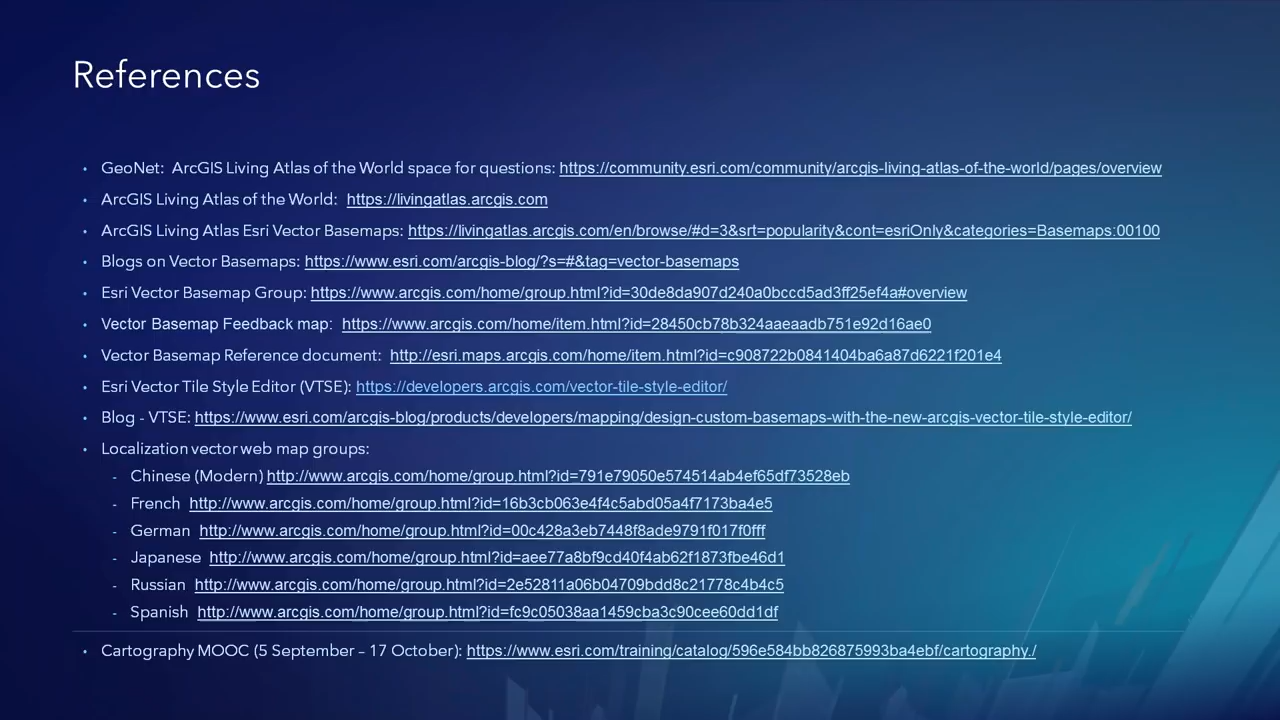 References
• GeoNet: ArcGIS Living Atlas of the World space for questions: https://community.esri.com/community/arcgis-living-atlas-of-the-world/pages/overview
• ArcGIS Living Atlas of the World: https://livingatlas.arcgis.com
• ArcGIS Living Atlas Esri Vector Basemaps: https://livingatlas.arcgis.com/en/browse/#d=3&srt=popularity&cont=esriOnly&categories=Basemaps:00100
• Blogs on Vector Basemaps: https://www.esri.com/arcgis-blog/?s=#&tag=vector-basemaps
• Esri Vector Basemap Group: https://www.arcgis.com/home/group.html?id=30de8da907d240a0bccd5ad3ff25ef4a#overview
• Vector Basemap Feedback map: https://www.arcgis.com/home/item.html?id=28450cb78b324aaeaadb751e92d16ae0
• Vector Basemap Reference document: http://esri.maps.arcgis.com/home/item.html?id=c908722b0841404ba6a87d6221f201e4
• Esri Vector Tile Style Editor (VTSE): https://developers.arcgis.com/vector-tile-style-editor/
• Blog - VTSE: https://www.esri.com/arcgis-blog/products/developers/mapping/design-custom-basemaps-with-the-new-arcgis-vector-tile-style-editor/
• Localization vector web map groups:
- Chinese (Modern) http://www.arcgis.com/home/group.html?id=791e79050e574514ab4ef65df73528eb
- French http://www.arcgis.com/home/group.html?id=16b3cb063e4f4c5abd05a4f7173ba4e5
- German http://www.arcgis.com/home/group.html?id=00c428a3eb7448f8ade9791f017f0fff
- Japanese http://www.arcgis.com/home/group.html?id=aee77a8bf9cd40f4ab62f1873fbe46d1
- Russian http://www.arcgis.com/home/group.html?id=2e52811a06b04709bdd8c21778c4b4c5
- Spanish http://www.arcgis.com/home/group.html?id=fc9c05038aa1459cba3c90cee60dd1df
• Cartography MOOC (5 September – 17 October): https://www.esri.com/training/catalog/596e584bb826875993ba4ebf/cartography./